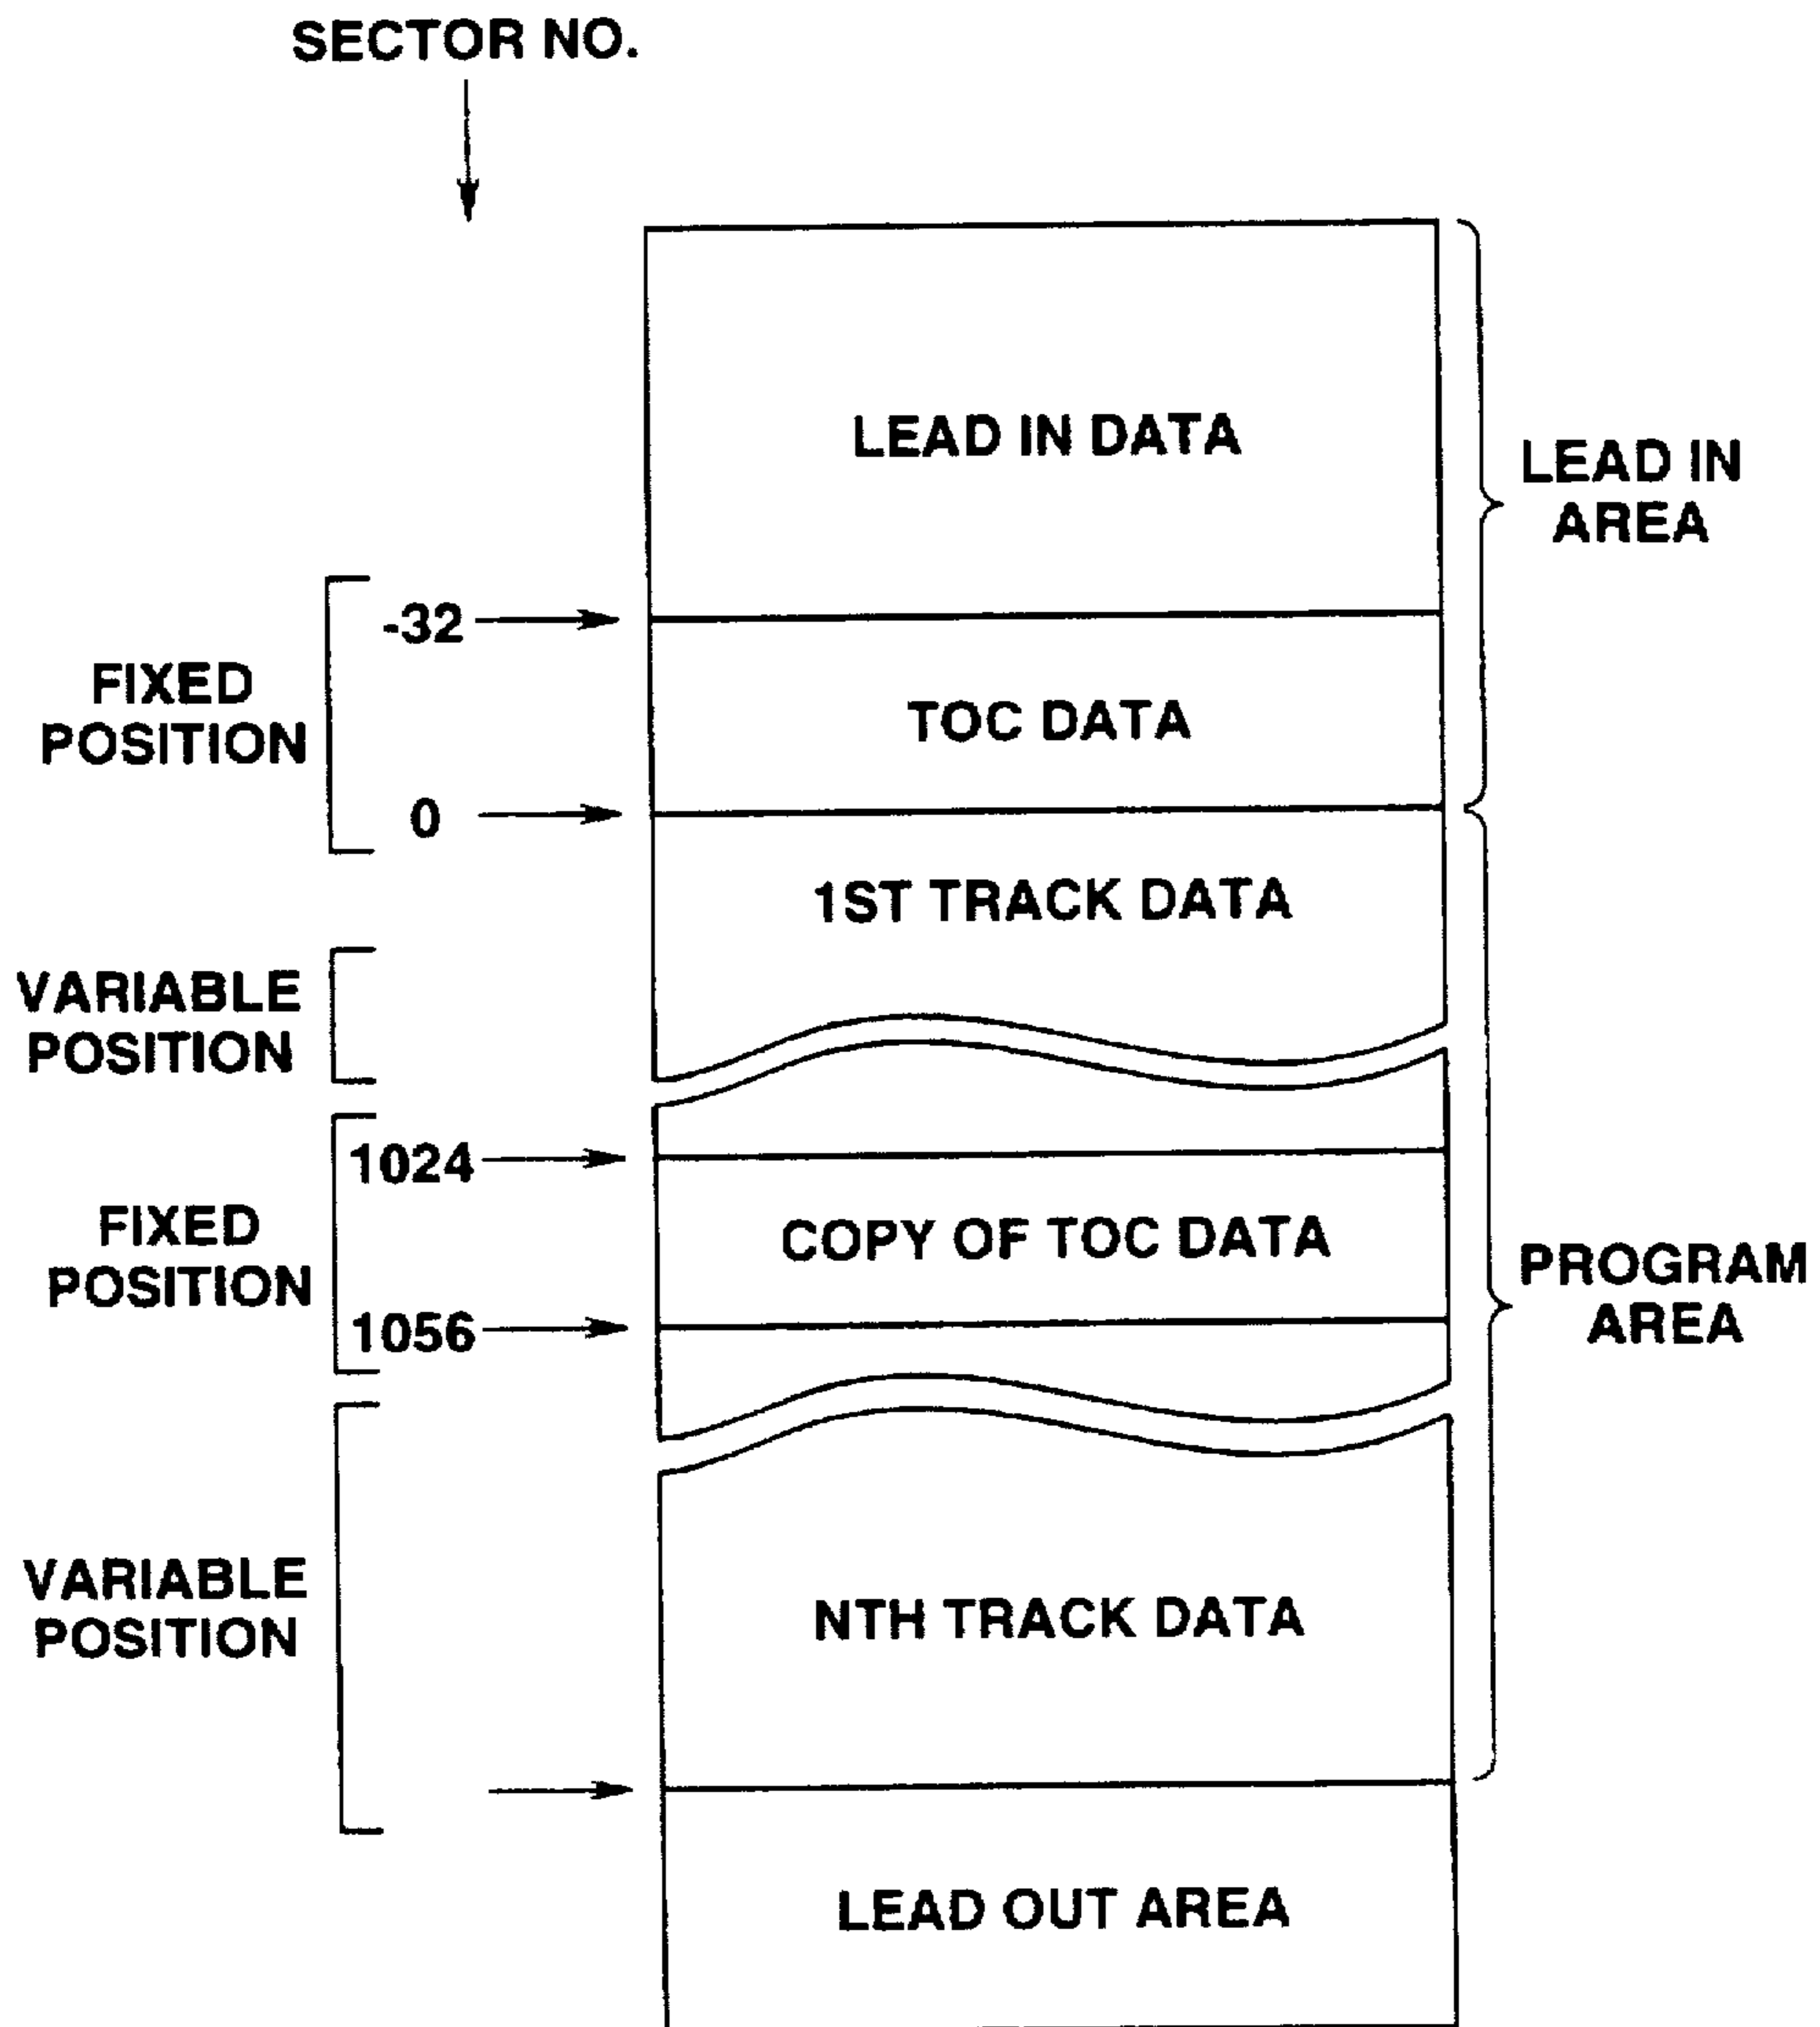 SECTOR NO.
LEAD IN DATA
LEAD IN
AREA
-32
FIXED
POSITION
TOC DATA
0
1ST TRACK DATA
VARIABLE
POSITION
1024
FIXED
POSITION
COPY OF TOC DATA
1056
PROGRAM
AREA
VARIABLE
POSITION
NTH TRACK DATA
LEAD OUT AREA